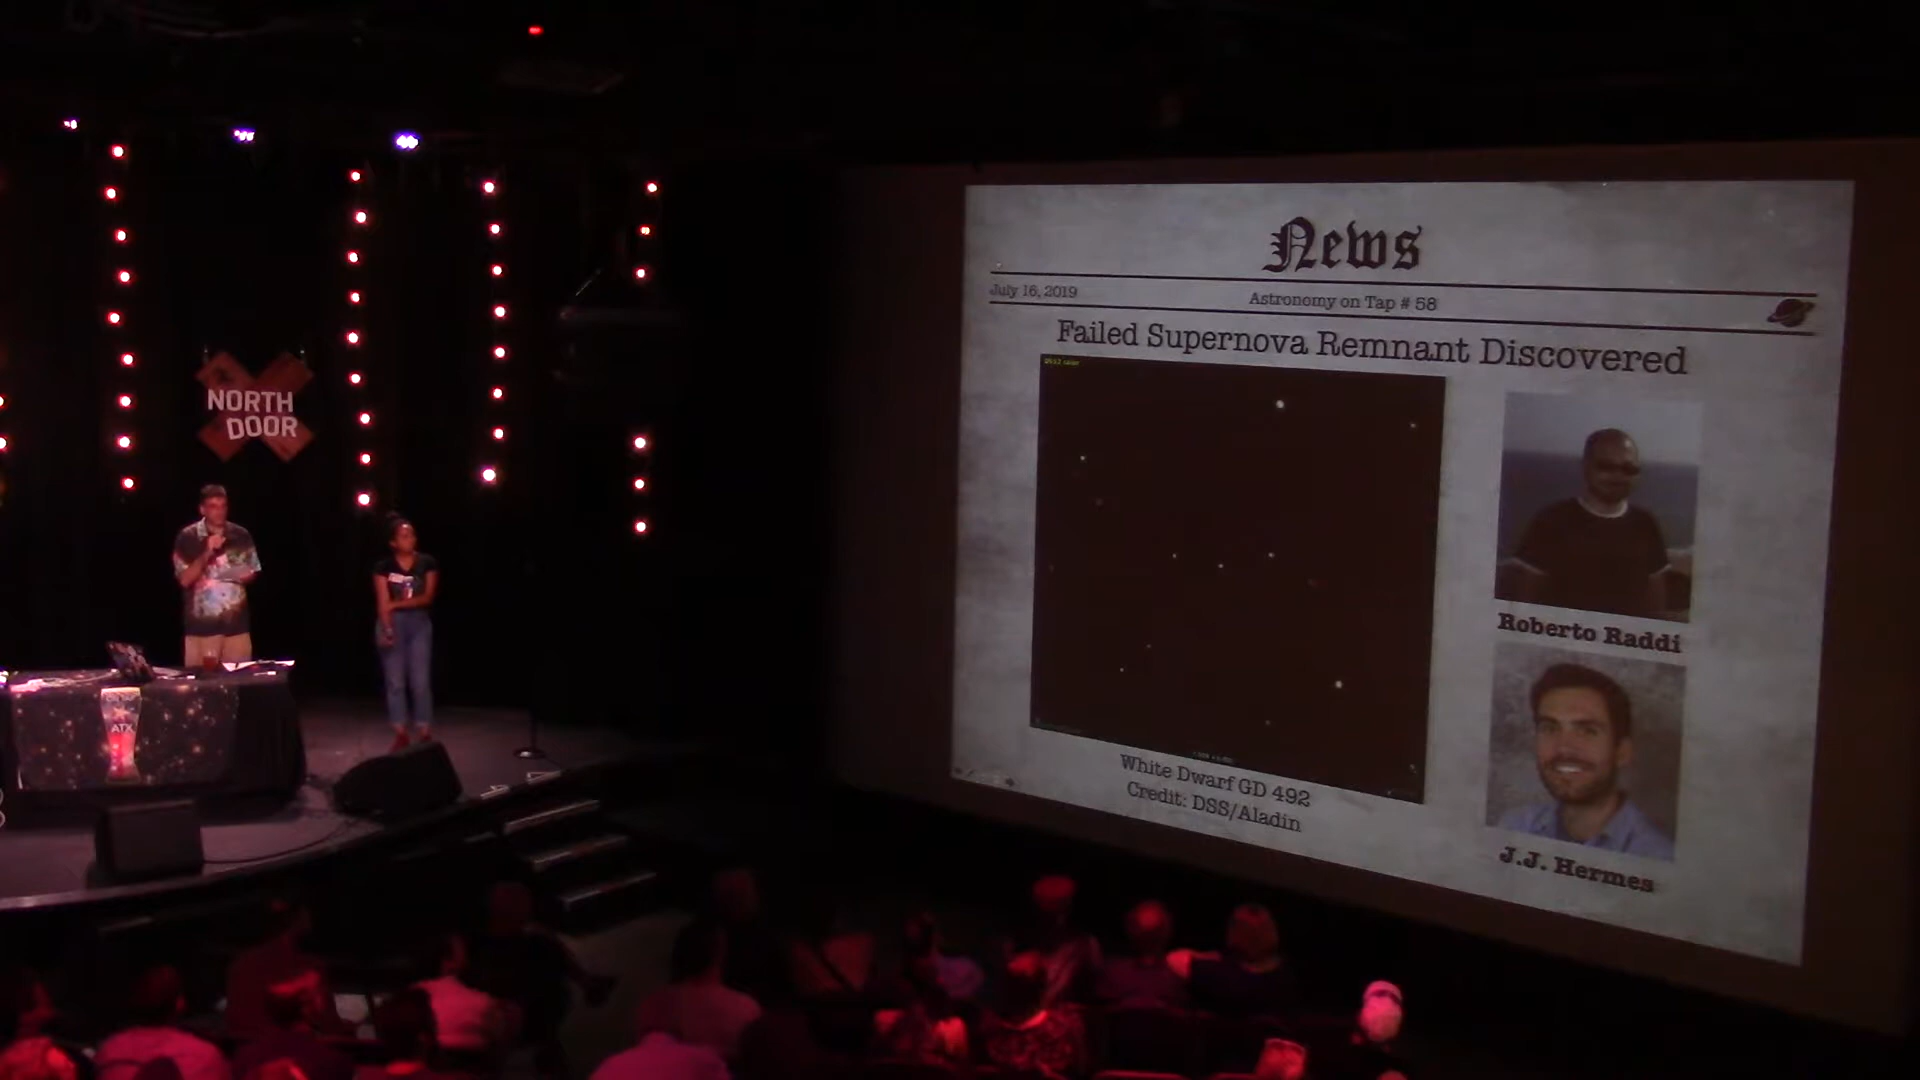 NORTH
DOOR
ATX
News
July 16, 2019
Astronomy on Tap # 58
Failed Supernova Remnant Discovered
White Dwarf GD 492
Credit: DSS/Aladin
Roberto Raddi
J.J. Hermes